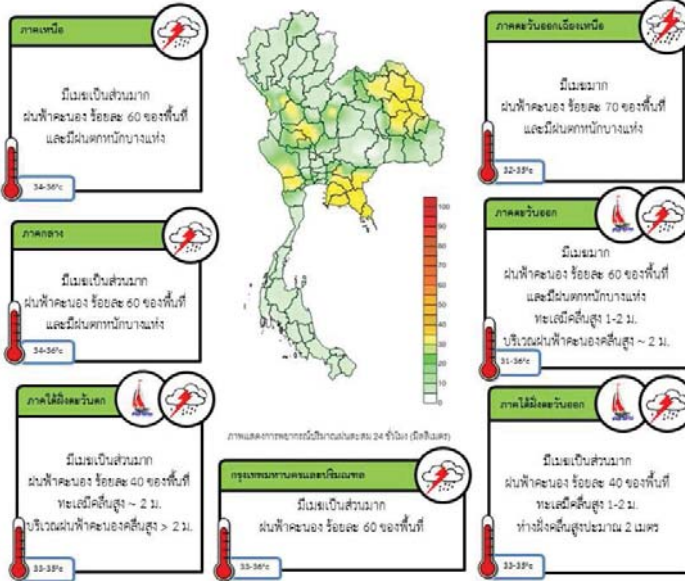 ภาคเหนือ
มีเมฆเป็นส่วนมาก
ฝนฟ้าคะนอง ร้อยละ 60 ของพื้นที่
และมีฝนตกหนักบางแห่ง
34-36°c
ภาคตะวันออกเฉียงเหนือ
มีเมฆมาก
ฝนฟ้าคะนอง ร้อยละ 70 ของพื้นที่
และมีฝนตกหนักบางแห่ง
32-35°c
ภาคกลาง
มีเมฆเป็นส่วนมาก
ฝนฟ้าคะนอง ร้อยละ 60 ของพื้นที่
และมีฝนตกหนักบางแห่ง
34-36°c
ภาคตะวันออก
มีเมฆมาก
ฝนฟ้าคะนอง ร้อยละ 60 ของพื้นที่
และมีฝนตกหนักบางแห่ง
ทะเลมีคลื่นสูง 1-2 ม.
บริเวณฝนฟ้าคะนองคลื่นสูง ~ 2 ม.
31-36°c
100
90
80
70
60
50
40
30
20
10
0
ภาพแสดงการพยากรณ์ปริมาณฝนสะสม 24 ชั่วโมง (มิลลิเมตร)
ภาคใต้ฝั่งตะวันตก
มีเมฆเป็นส่วนมาก
ฝนฟ้าคะนอง ร้อยละ 40 ของพื้นที่
ทะเลมีคลื่นสูง ~ 2 ม.
บริเวณฝนฟ้าคะนองคลื่นสูง > 2 ม.
33-35°c
กรุงเทพมหานครและปริมณฑล
มีเมฆเป็นส่วนมาก
ฝนฟ้าคะนอง ร้อยละ 60 ของพื้นที่
33-36°c
ภาคใต้ฝั่งตะวันออก
มีเมฆเป็นส่วนมาก
ฝนฟ้าคะนอง ร้อยละ 40 ของพื้นที่
ทะเลมีคลื่นสูง 1-2 ม.
ห่างฝั่งคลื่นสูงประมาณ 2 เมตร
33-35°c